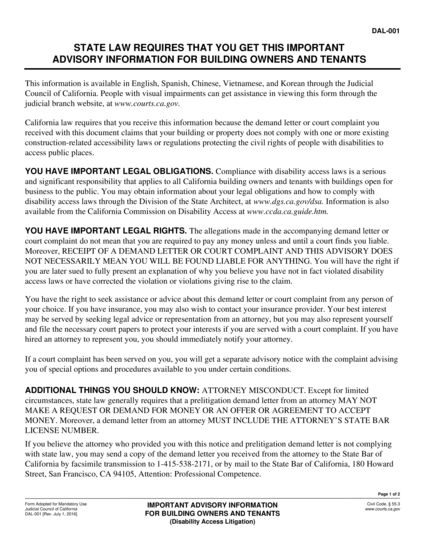 DAL-001
STATE LAW REQUIRES THAT YOU GET THIS IMPORTANT
ADVISORY INFORMATION FOR BUILDING OWNERS AND TENANTS
This information is available in English, Spanish, Chinese, Vietnamese, and Korean through the Judicial
Council of California. People with visual impairments can get assistance in viewing this form through the
judicial branch website, at www.courts.ca.gov.
California law requires that you receive this information because the demand letter or court complaint you
received with this document claims that your building or property does not comply with one or more existing
construction-related accessibility laws or regulations protecting the civil rights of people with disabilities to
access public places.
YOU HAVE IMPORTANT LEGAL OBLIGATIONS. Compliance with disability access laws is a serious
and significant responsibility that applies to all California building owners and tenants with buildings open for
business to the public. You may obtain information about your legal obligations and how to comply with
disability access laws through the Division of the State Architect, at www.dgs.ca.gov/dsa. Information is also
available from the California Commission on Disability Access at www.ccda.ca.guide.htm.
YOU HAVE IMPORTANT LEGAL RIGHTS. The allegations made in the accompanying demand letter or
court complaint do not mean that you are required to pay any money unless and until a court finds you liable.
Moreover, RECEIPT OF A DEMAND LETTER OR COURT COMPLAINT AND THIS ADVISORY DOES
NOT NECESSARILY MEAN YOU WILL BE FOUND LIABLE FOR ANYTHING. You will have the right if
you are later sued to fully present an explanation of why you believe you have not in fact violated disability
access laws or have corrected the violation or violations giving rise to the claim.
You have the right to seek assistance or advice about this demand letter or court complaint from any person of
your choice. If you have insurance, you may also wish to contact your insurance provider. Your best interest
may be served by seeking legal advice or representation from an attorney, but you may also represent yourself
and file the necessary court papers to protect your interests if you are served with a court complaint. If you have
hired an attorney to represent you, you should immediately notify your attorney.
If a court complaint has been served on you, you will get a separate advisory notice with the complaint advising
you of special options and procedures available to you under certain conditions.
ADDITIONAL THINGS YOU SHOULD KNOW: ATTORNEY MISCONDUCT. Except for limited
circumstances, state law generally requires that a prelitigation demand letter from an attorney MAY NOT
MAKE A REQUEST OR DEMAND FOR MONEY OR AN OFFER OR AGREEMENT TO ACCEPT
MONEY. Moreover, a demand letter from an attorney MUST INCLUDE THE ATTORNEY'S STATE BAR
LICENSE NUMBER.
If you believe the attorney who provided you with this notice and prelitigation demand letter is not complying
with state law, you may send a copy of the demand letter you received from the attorney to the State Bar of
California by facsimile transmission to 1-415-538-2171, or by mail to the State Bar of California, 180 Howard
Street, San Francisco, CA 94105, Attention: Professional Competence.
Page 1 of 2
Form Adopted for Mandatory Use
Judicial Council of California
DAL-001 [Rev. July 1, 2016]
IMPORTANT ADVISORY INFORMATION
FOR BUILDING OWNERS AND TENANTS
(Disability Access Litigation)
Civil Code, § 55.3
www.courts.ca.gov